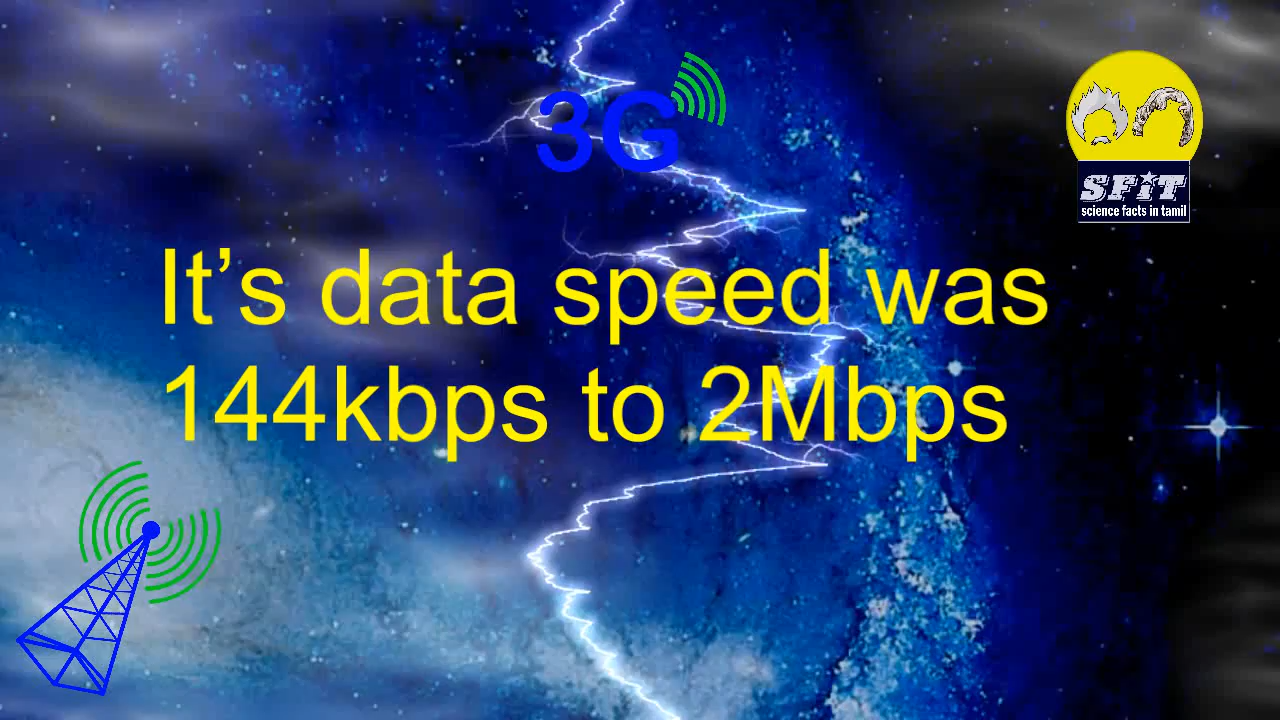 3G
SFiT
science facts in tamil
It’s data speed was
144kbps to 2Mbps